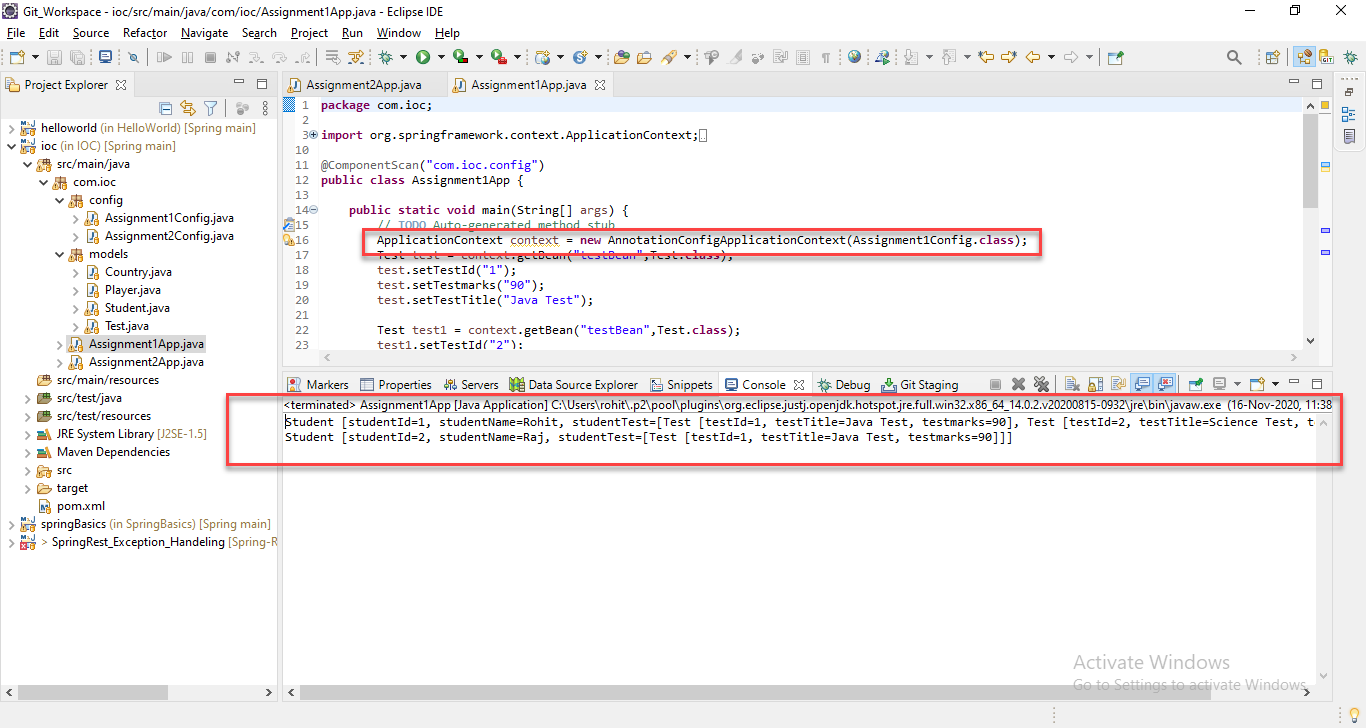 Git_Workspace - ioc/src/main/java/com/ioc/Assignment1App.java - Eclipse IDE
File Edit Source Refactor Navigate Search Project Run Window Help
Project Explorer
helloworld (in HelloWorld) [Spring main]
ioc (in IOC) [Spring main]
src/main/java
com.ioc
config
Assignment1Config.java
Assignment2Config.java
models
Country.java
Player.java
Student.java
Test.java
Assignment1App.java
Assignment2App.java
src/main/resources
src/test/java
src/test/resources
JRE System Library [J2SE-1.5]
Maven Dependencies
src
target
pom.xml
springBasics (in SpringBasics) [Spring main]
> SpringRest_Exception_Handeling [Spring-R
Assignment2App.java Assignment1App.java
1 package com.ioc;
2
3 import org.springframework.context.ApplicationContext;
10
11 @ComponentScan("com.ioc.config")
12 public class Assignment1App {
13
14 public static void main(String[] args) {
15 // TODO Auto-generated method stub
16 ApplicationContext context = new AnnotationConfigApplicationContext(Assignment1Config.class);
17 Test test = context.getBean("testBean",Test.class);
18 test.setTestId("1");
19 test.setTestmarks("90");
20 test.setTestTitle("Java Test");
21
22 Test test1 = context.getBean("testBean",Test.class);
23 test1.setTestId("2");
Markers Properties Servers Data Source Explorer Snippets Console Debug Git Staging
<terminated> Assignment1App [Java Application] C:\Users\rohit\.p2\pool\plugins\org.eclipse.justj.openjdk.hotspot.jre.full.win32.x86_64_14.0.2.v20200815-0932\jre\bin\javaw.exe (16-Nov-2020, 11:38
Student [studentId=1, studentName=Rohit, studentTest=[Test [testId=1, testTitle=Java Test, testmarks=90], Test [testId=2, testTitle=Science Test, t
Student [studentId=2, studentName=Raj, studentTest=[Test [testId=1, testTitle=Java Test, testmarks=90]]]
Activate Windows
Go to Settings to activate Windows.